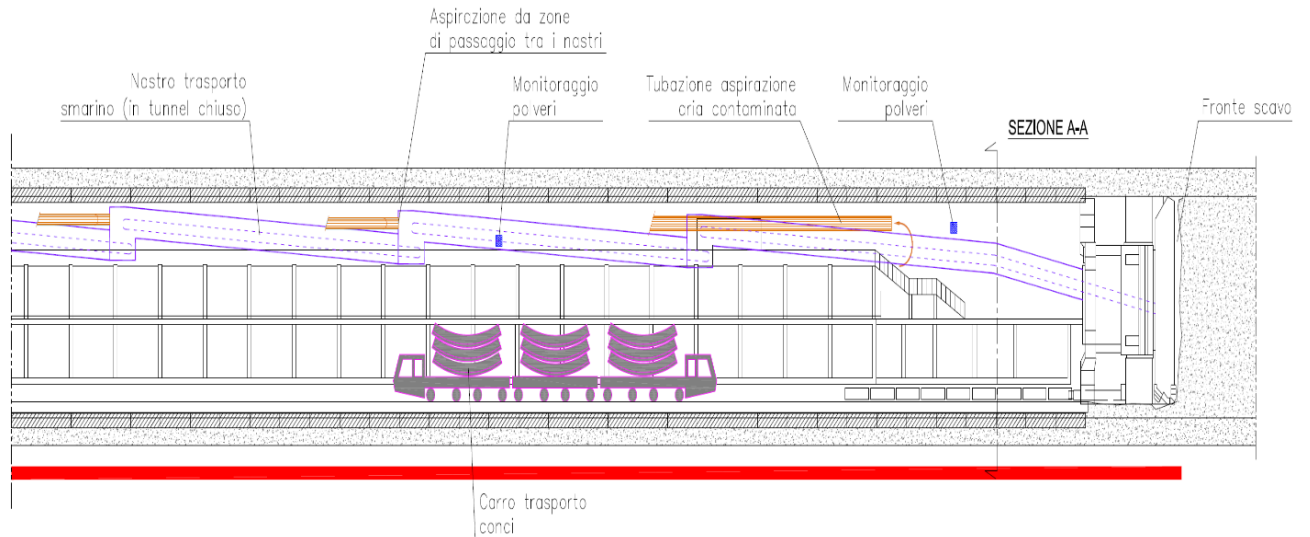 Aspirazione da zone
di passaggio tra i nastri
Nastro trasporto
smarino (in tunnel chiuso)
Monitoraggio
polveri
Tubazione aspirazione
aria contaminata
Monitoraggio
polveri
SEZIONE A-A
Fronte scavo
Carro trasporto
conci